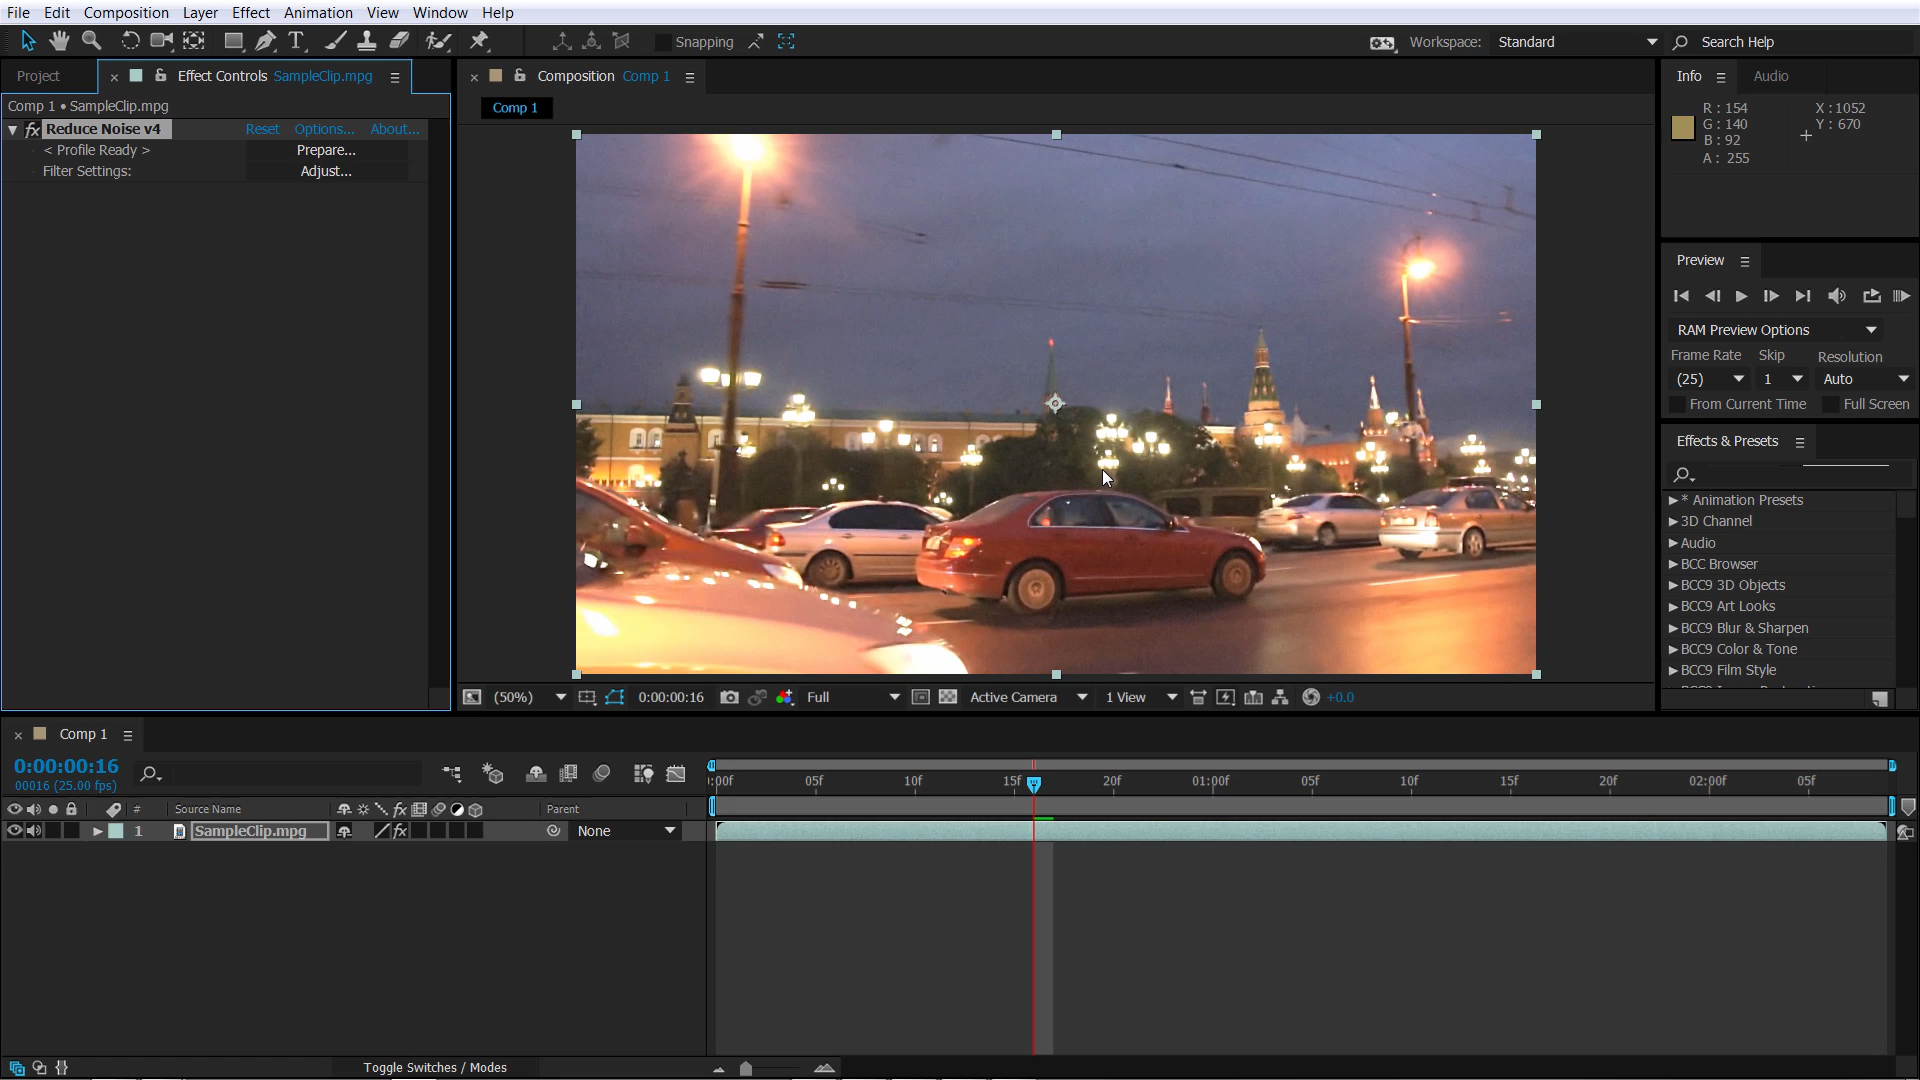 File Edit Composition Layer Effect Animation View Window Help
Snapping Workspace: Standard Search Help
Project Effect Controls SampleClip.mpg
Comp 1 • SampleClip.mpg
fx Reduce Noise v4 Reset Options... About...
< Profile Ready > Prepare...
Filter Settings: Adjust...
Composition Comp 1
Comp 1
(50%) 0:00:00:16 Full Active Camera 1 View +0.0
Info Audio
R : 154 X : 1052
G : 140 Y : 670
B : 92
A : 255
Preview
RAM Preview Options
Frame Rate Skip Resolution
(25) 1 Auto
From Current Time Full Screen
Effects & Presets
* Animation Presets
3D Channel
Audio
BCC Browser
BCC9 3D Objects
BCC9 Art Looks
BCC9 Blur & Sharpen
BCC9 Color & Tone
BCC9 Film Style
Comp 1
0:00:00:16
00016 (25.00 fps)
:00f 05f 10f 15f 20f 01:00f 05f 10f 15f 20f 02:00f 05f
# Source Name fx Parent
1 SampleClip.mpg fx None
Toggle Switches / Modes